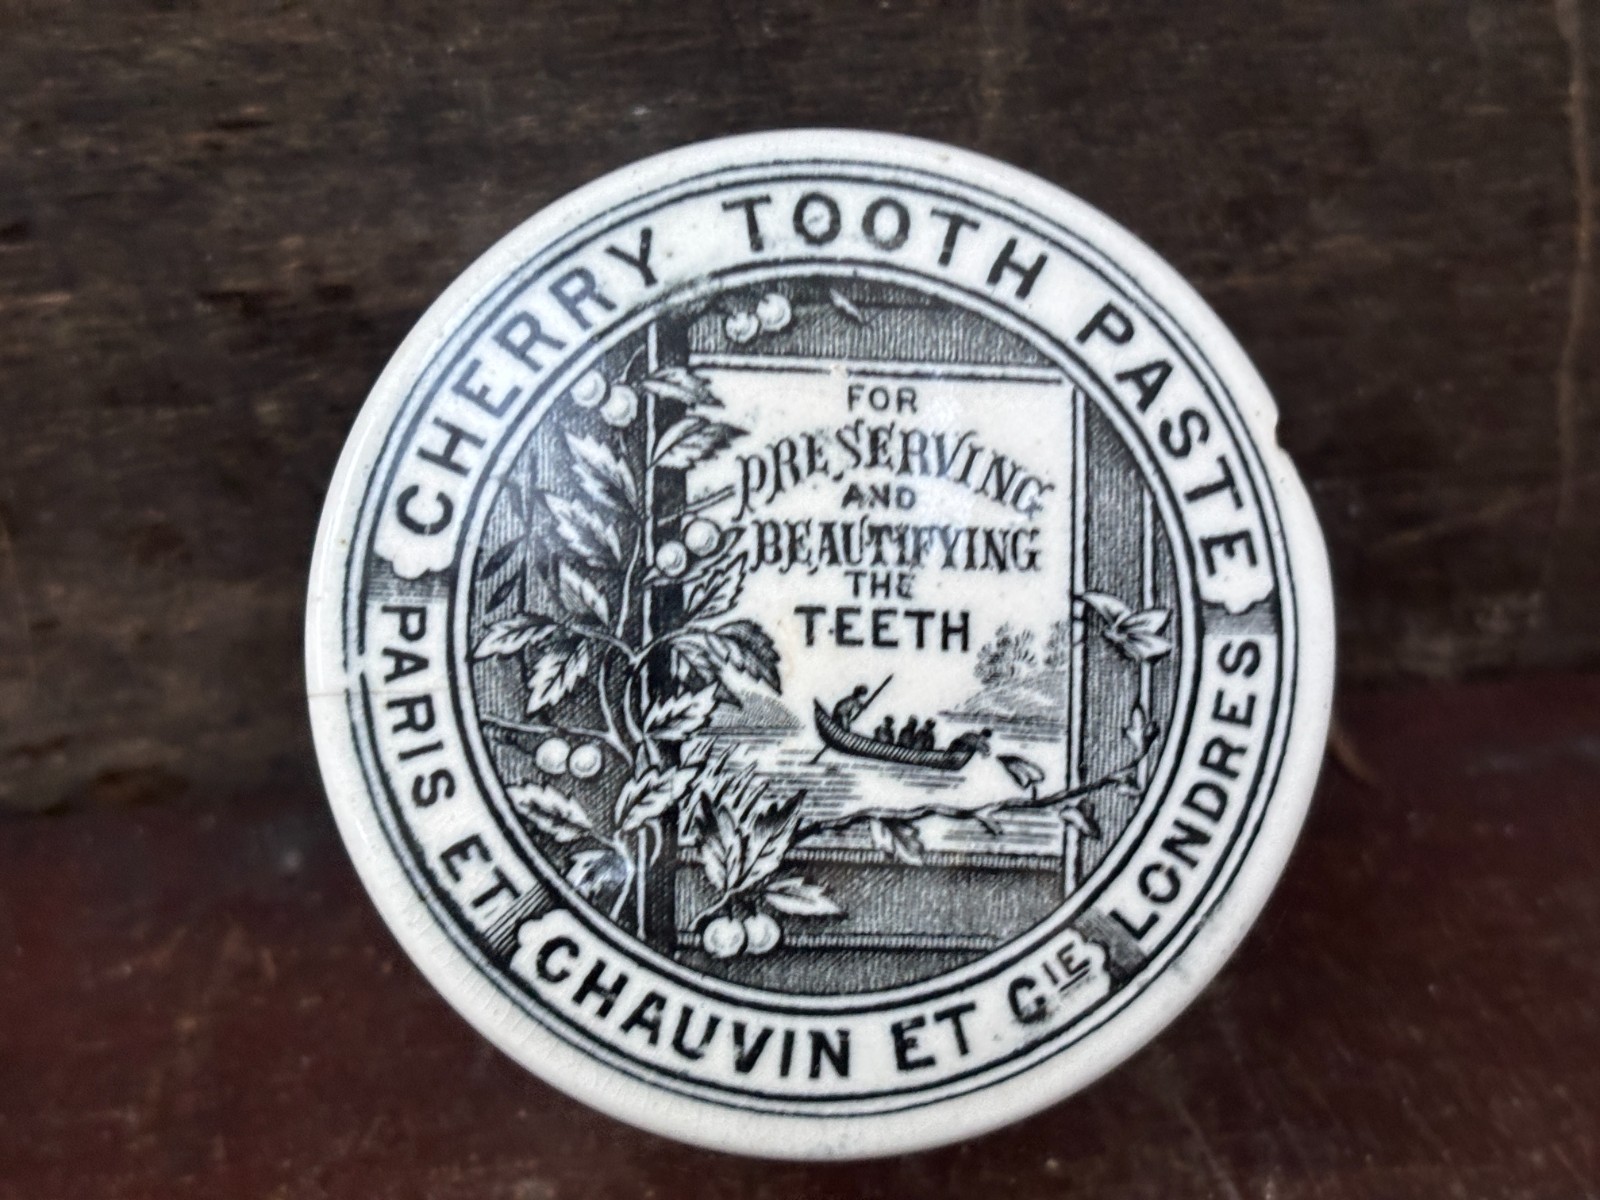 CHERRY TOOTH PASTE
FOR
PRESERVING
AND
BEAUTIFYING
THE
TEETH
PARIS ET LONDRES
CHAUVIN ET CIE